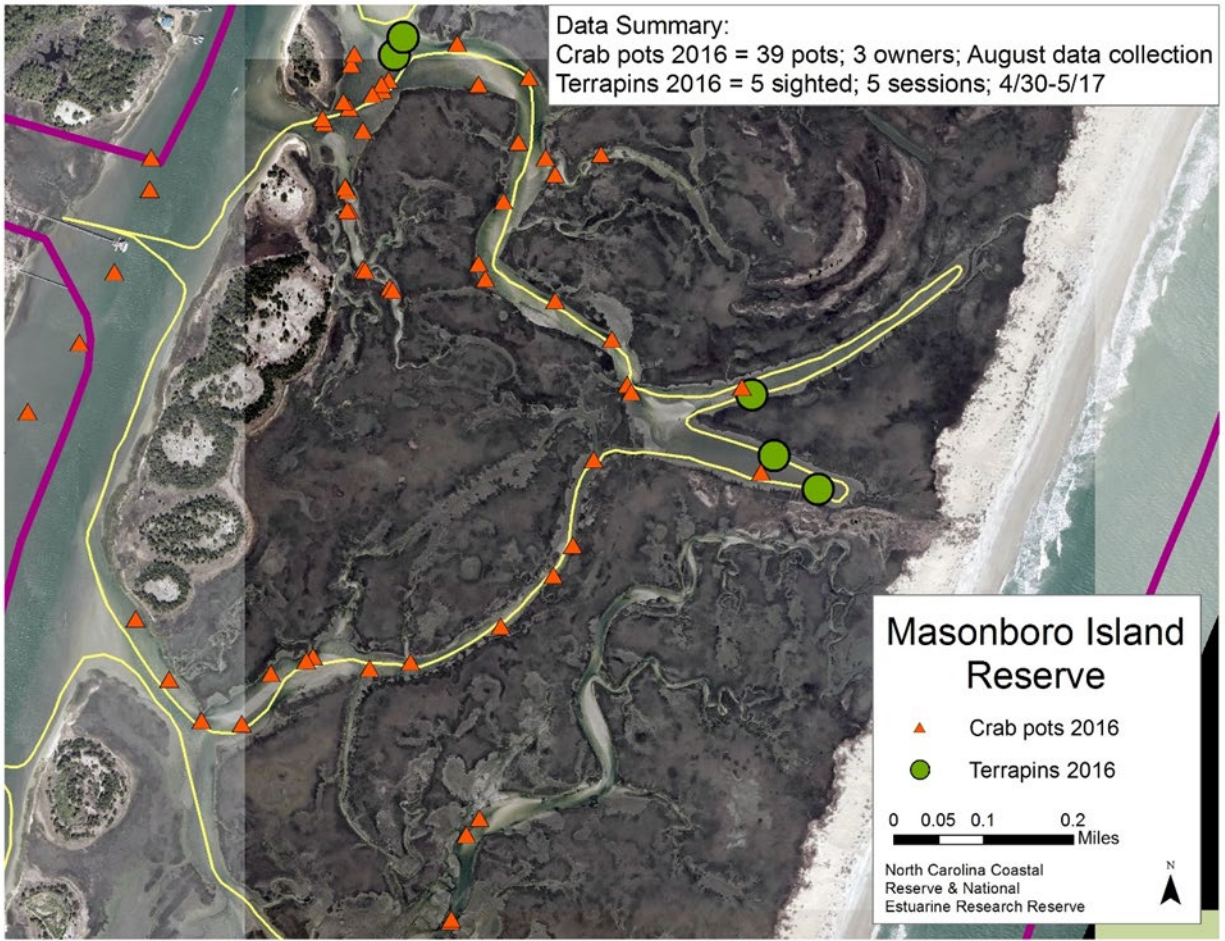 Data Summary:
Crab pots 2016 = 39 pots; 3 owners; August data collection
Terrapins 2016 = 5 sighted; 5 sessions; 4/30-5/17
Masonboro Island
Reserve
Crab pots 2016
Terrapins 2016
0 0.05 0.1 0.2
Miles
North Carolina Coastal
Reserve & National
Estuarine Research Reserve
N